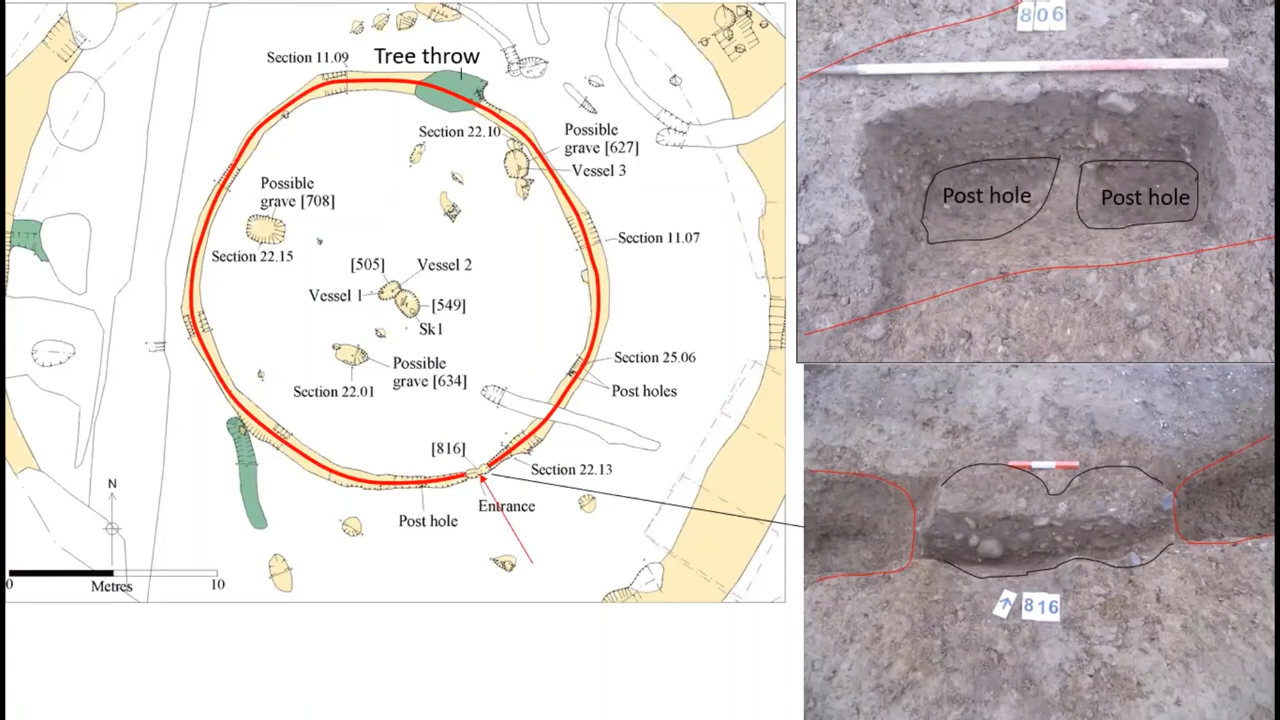 Section 11.09
Tree throw
Section 22.10
Possible
grave [627]
Vessel 3
Possible
grave [708]
Section 11.07
Section 22.15
[505]
Vessel 2
Vessel 1
[549]
Sk1
Section 25.06
Possible
grave [634]
Post holes
Section 22.01
[816]
Section 22.13
Entrance
Post hole
N
0
10
Metres
806
Post hole
Post hole
816